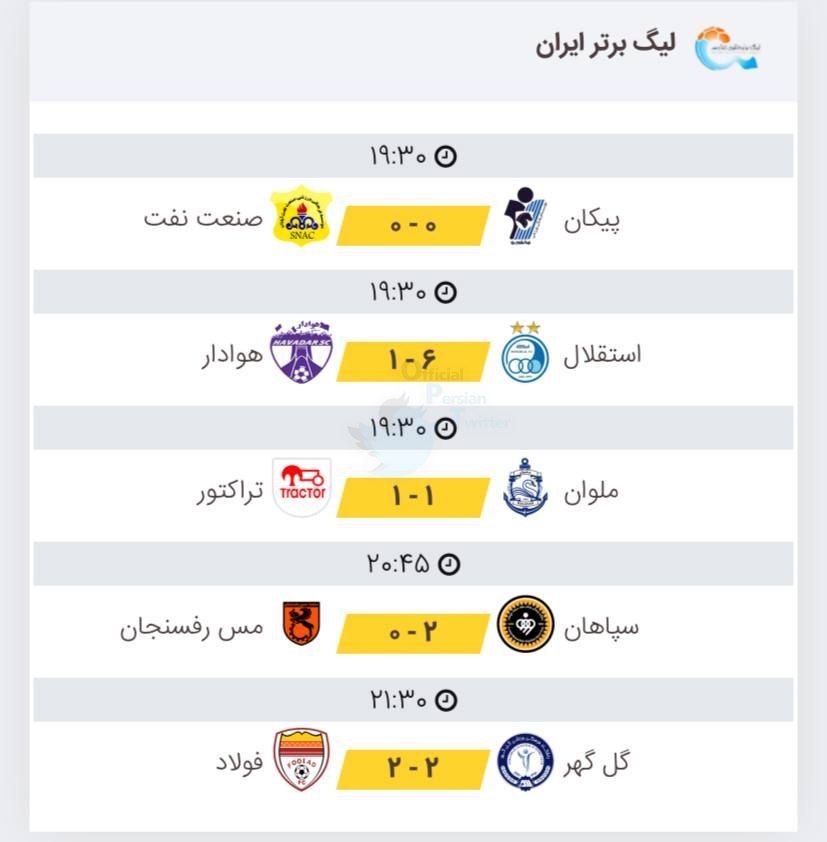 لیگ برتر ایران
۱۹:۳۰
پیکان ۰ - ۰ صنعت نفت
SNAC
۱۹:۳۰
استقلال ۶ - ۱ هوادار
HAVADAR SC
Official
Persian
Twitter
۱۹:۳۰
ملوان ۱ - ۱ تراکتور
TRACTOR
۲۰:۴۵
سپاهان ۲ - ۰ مس رفسنجان
۲۱:۳۰
گل گهر ۲ - ۲ فولاد
FOOLAD
FC